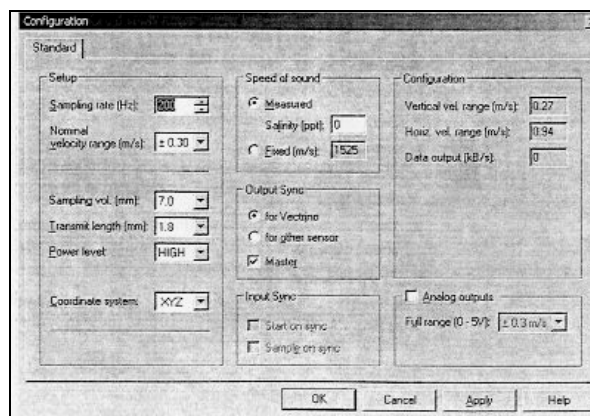 Configuration
Standard
Setup
Sampling rate (Hz): 200
Nominal
velocity range (m/s): ± 0.30
Sampling vol. (mm): 7.0
Transmit length (mm): 1.8
Power level: HIGH
Coordinate system: XYZ
Speed of sound
Measured
Salinity (ppt): 0
Fixed (m/s): 1525
Output Sync
for Vectrino
for other sensor
Master
Input Sync
Start on sync
Sample on sync
Configuration
Vertical vel. range (m/s): 0.27
Horiz. vel. range (m/s): 0.94
Data output (kB/s): 0
Analog outputs
Full range (0 - 5V): ± 0.3 m/s
OK Cancel Apply Help